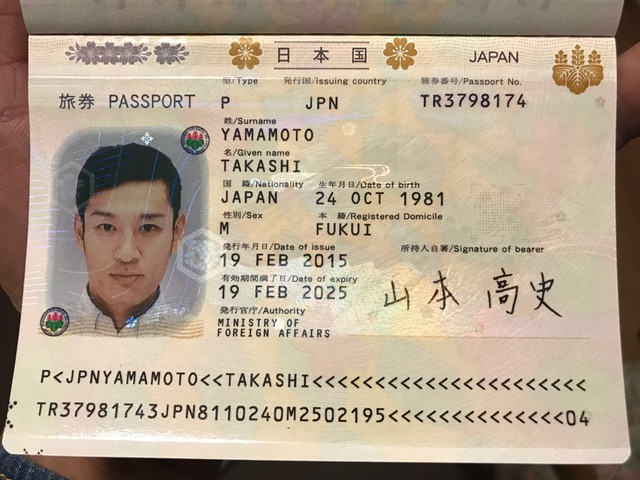 日本国
JAPAN
旅券 PASSPORT
型/Type
発行国/Issuing country
旅券番号/Passport No.
P
JPN
TR3798174
姓/Surname
YAMAMOTO
名/Given name
TAKASHI
国 籍/Nationality
生年月日/Date of birth
JAPAN
24 OCT 1981
性別/Sex
本 籍/Registered Domicile
M
FUKUI
発行年月日/Date of issue
所持人自署/Signature of bearer
19 FEB 2015
有効期間満了日/Date of expiry
19 FEB 2025
山本 高史
発行官庁/Authority
MINISTRY OF
FOREIGN AFFAIRS
P<JPNYAMAMOTO<<TAKASHI<<<<<<<<<<<<<<<<<<<<<<
TR37981743JPN8110240M2502195<<<<<<<<<<<<<<04